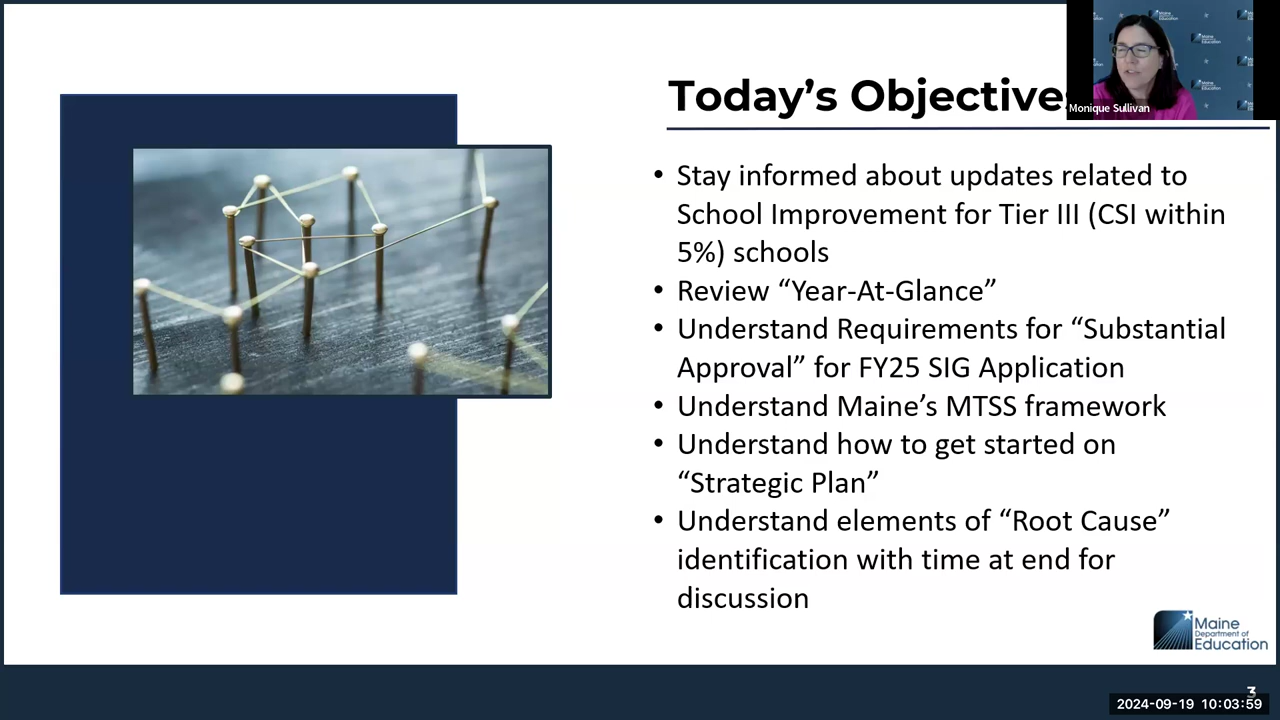 Today's Objective
Monique Sullivan
• Stay informed about updates related to
School Improvement for Tier III (CSI within
5%) schools
• Review “Year-At-Glance”
• Understand Requirements for “Substantial
Approval” for FY25 SIG Application
• Understand Maine’s MTSS framework
• Understand how to get started on
“Strategic Plan”
• Understand elements of “Root Cause”
identification with time at end for
discussion
Maine
Department of
Education
3
2024-09-19 10:03:59